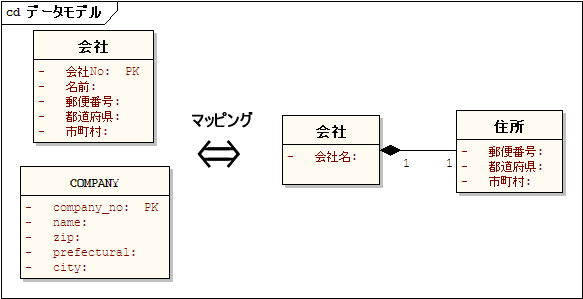 cd データモデル
会社
- 会社No: PK
- 名前:
- 郵便番号:
- 都道府県:
- 市町村:
COMPANY
- company_no: PK
- name:
- zip:
- prefectural:
- city:
マッピング
会社
- 会社名:
1 1
住所
- 郵便番号:
- 都道府県:
- 市町村: